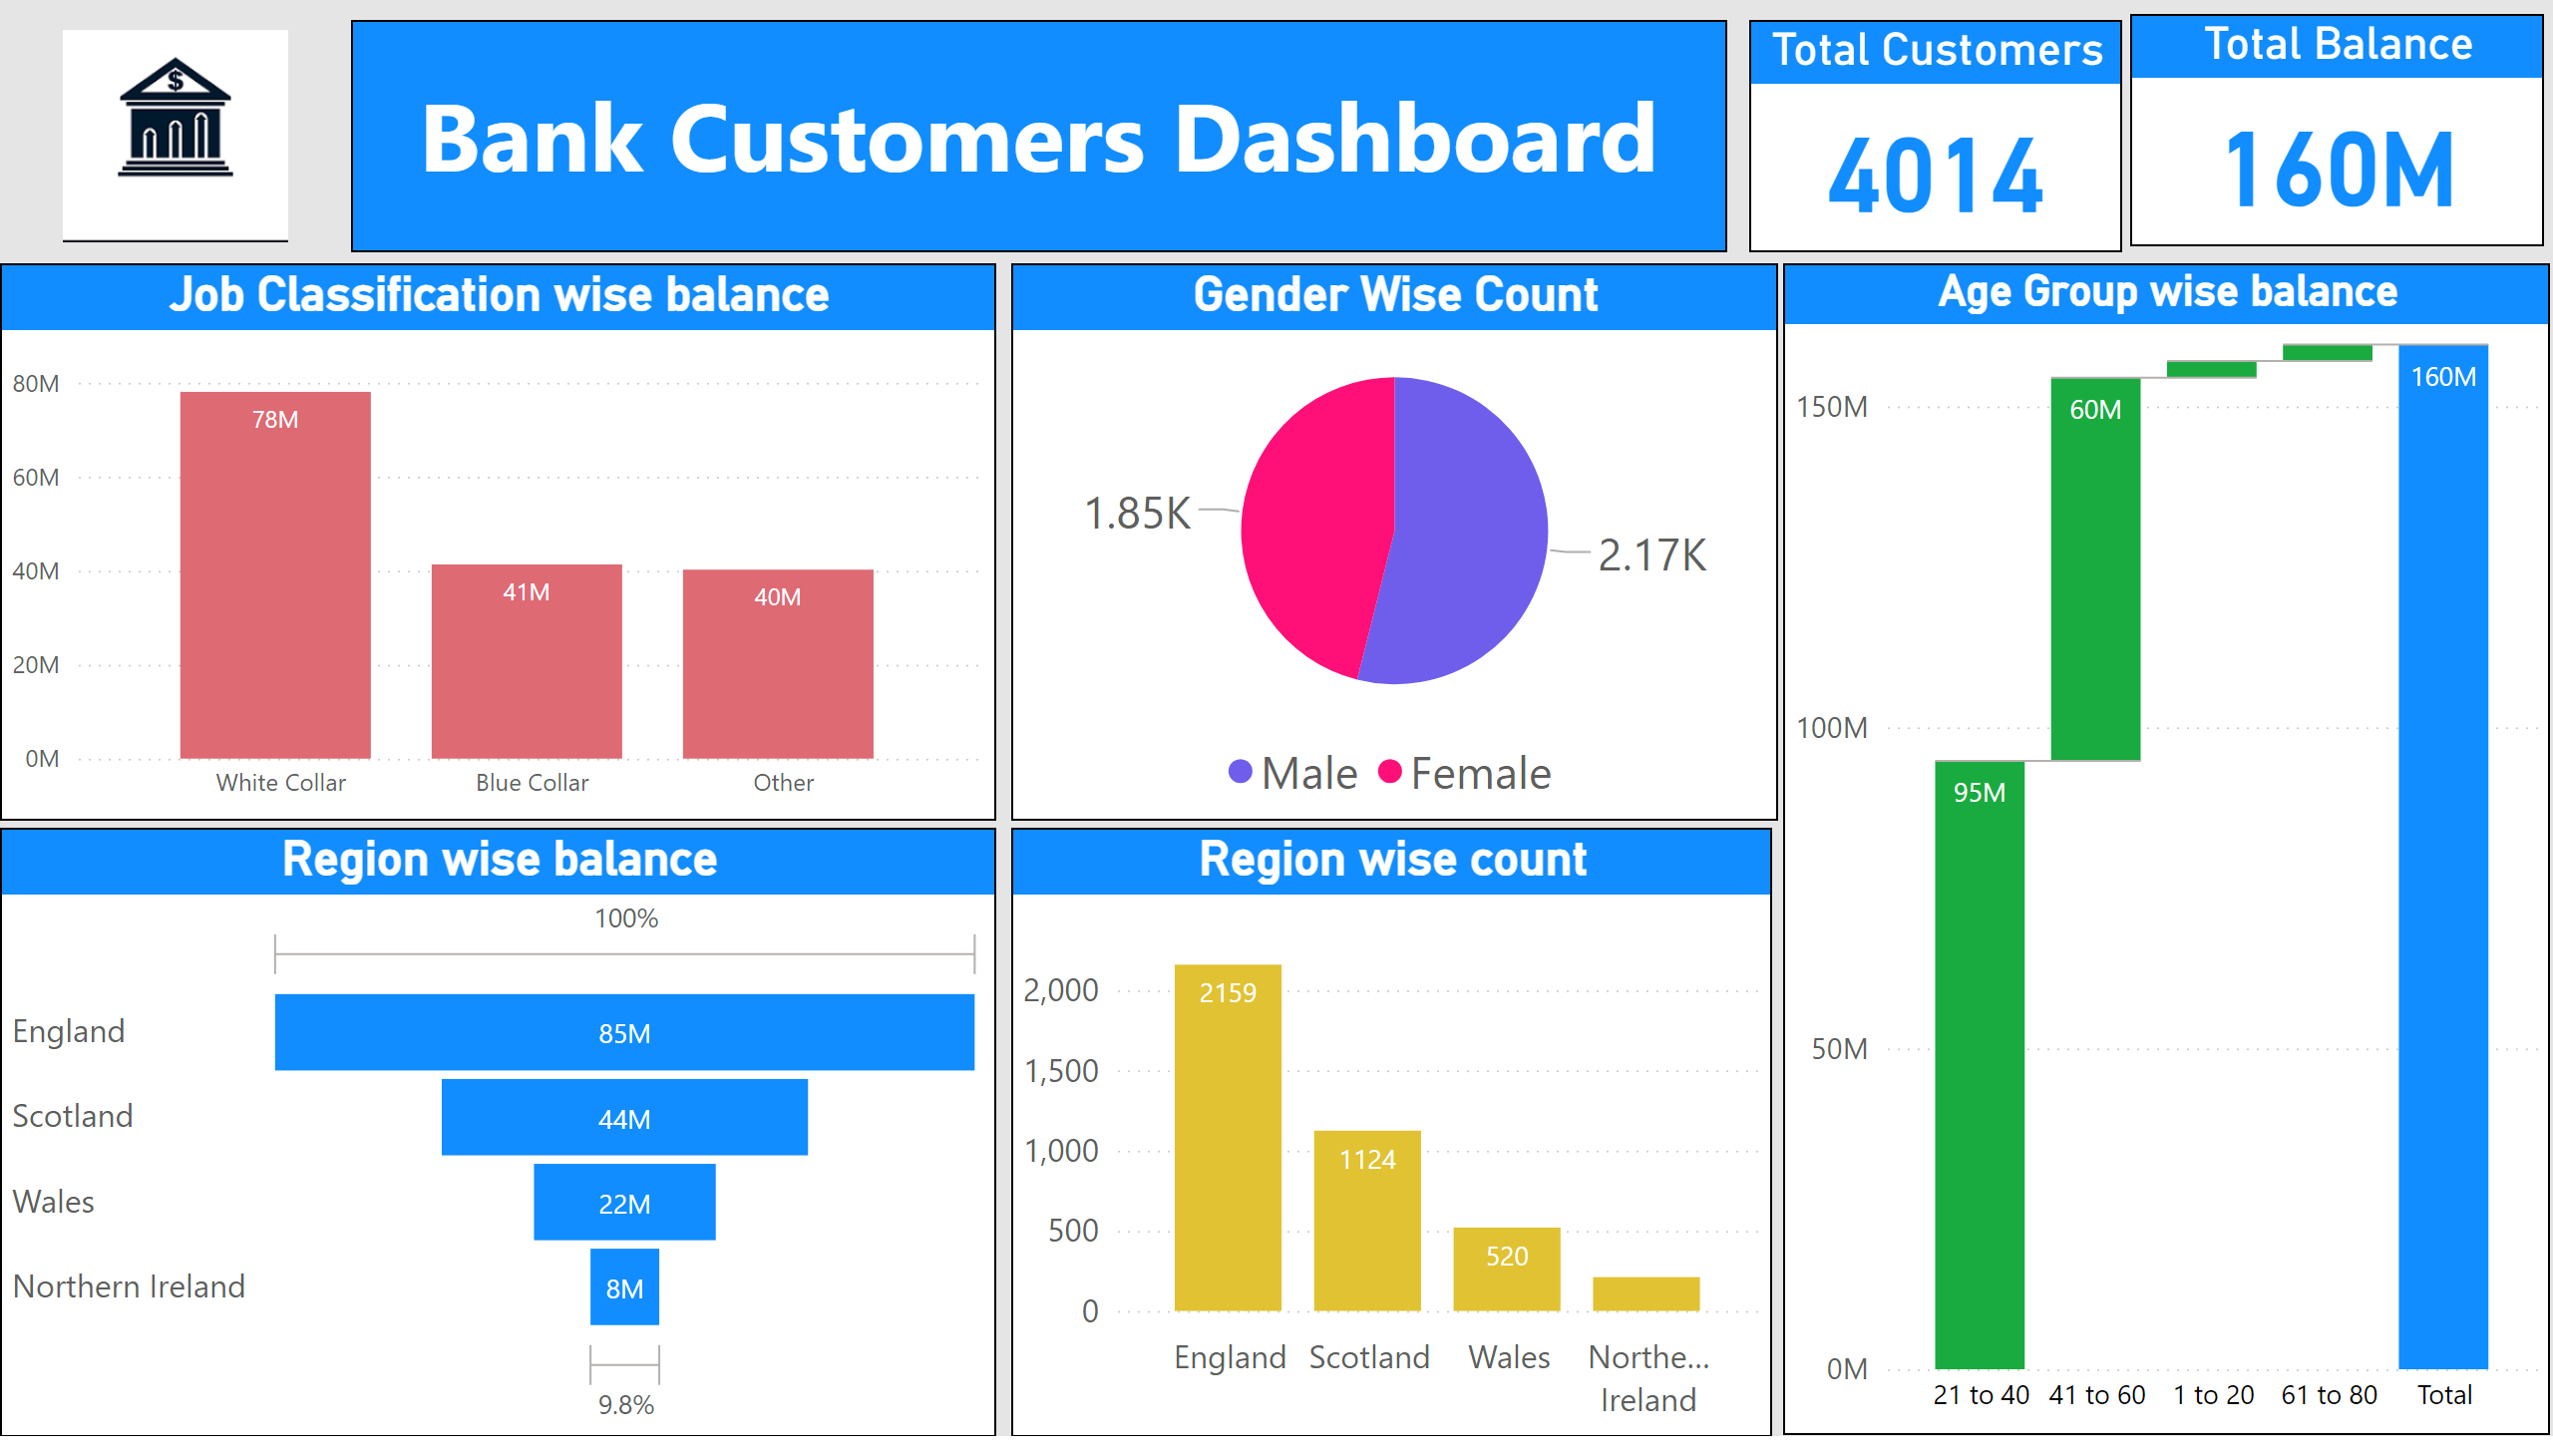 $
Bank Customers Dashboard
Total Customers
4014
Total Balance
160M
Job Classification wise balance
80M
60M
40M
20M
0M
78M
41M
40M
White Collar
Blue Collar
Other
Gender Wise Count
1.85K
2.17K
Male
Female
Age Group wise balance
150M
100M
50M
0M
95M
60M
160M
21 to 40
41 to 60
1 to 20
61 to 80
Total
Region wise balance
100%
England
85M
Scotland
44M
Wales
22M
Northern Ireland
8M
9.8%
Region wise count
2,000
1,500
1,000
500
0
2159
1124
520
England
Scotland
Wales
Northe...
Ireland